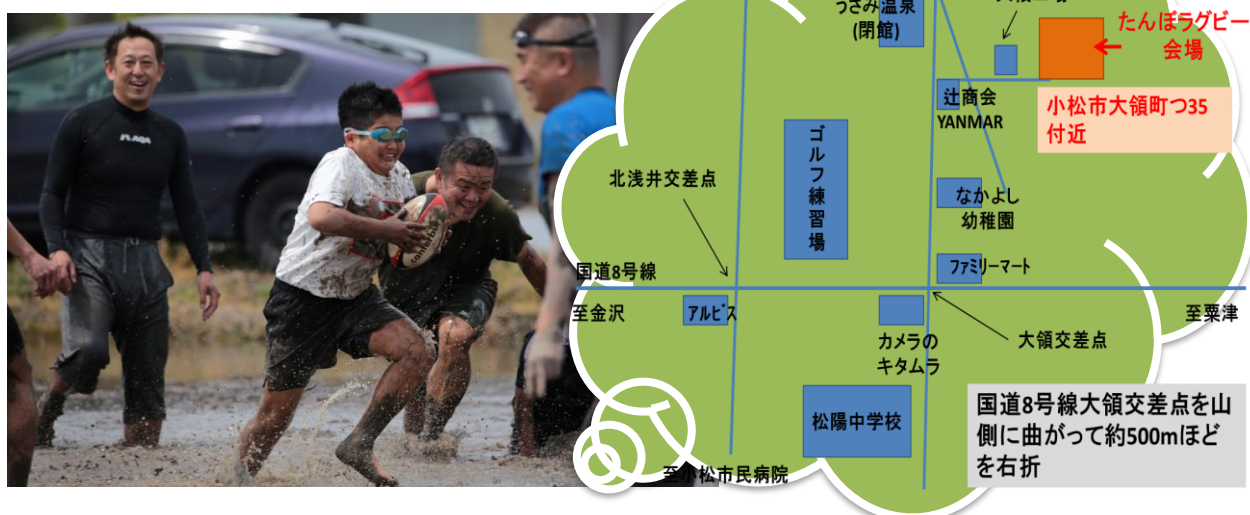 うさみ温泉
(閉館)
たんぼラグビー
会場
辻商会
YANMAR
小松市大領町つ35
付近
ゴルフ練習場
北浅井交差点
なかよし
幼稚園
ファミリーマート
国道8号線
至金沢
アルビス
至粟津
カメラの
キタムラ
大領交差点
松陽中学校
国道8号線大領交差点を山
側に曲がって約500mほど
を右折
至小松市民病院
canterbury